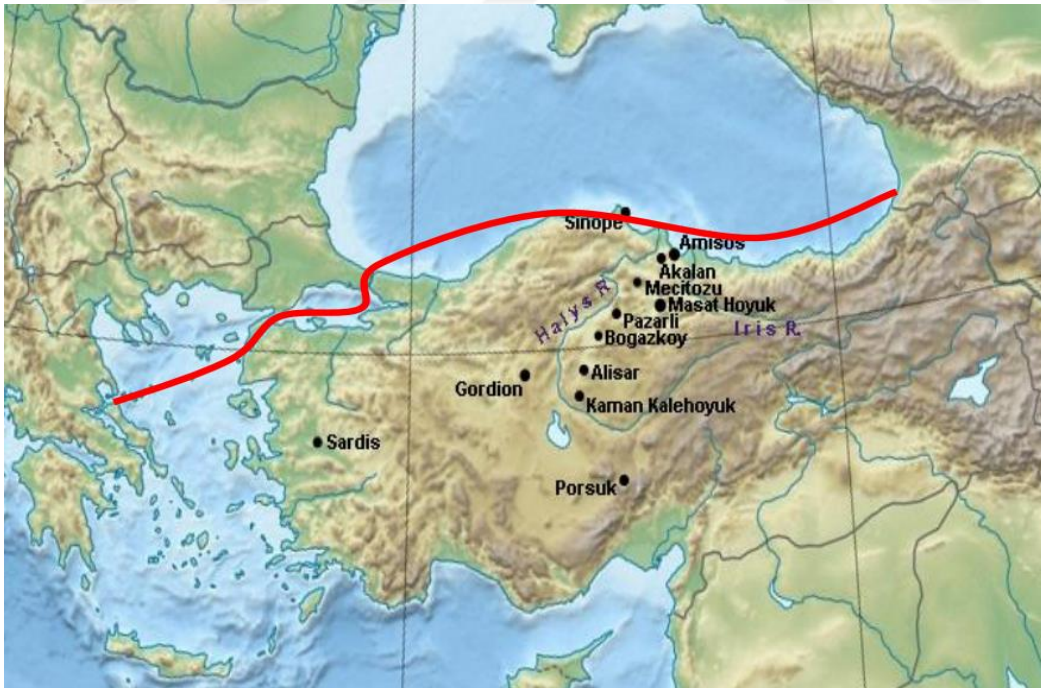 Sinope
Amisos
Akalan
Mecitozu
Halys R.
Masat Hoyuk
Pazarli
Iris R.
Bogazkoy
Alisar
Gordion
Kaman Kalehoyuk
Sardis
Porsuk